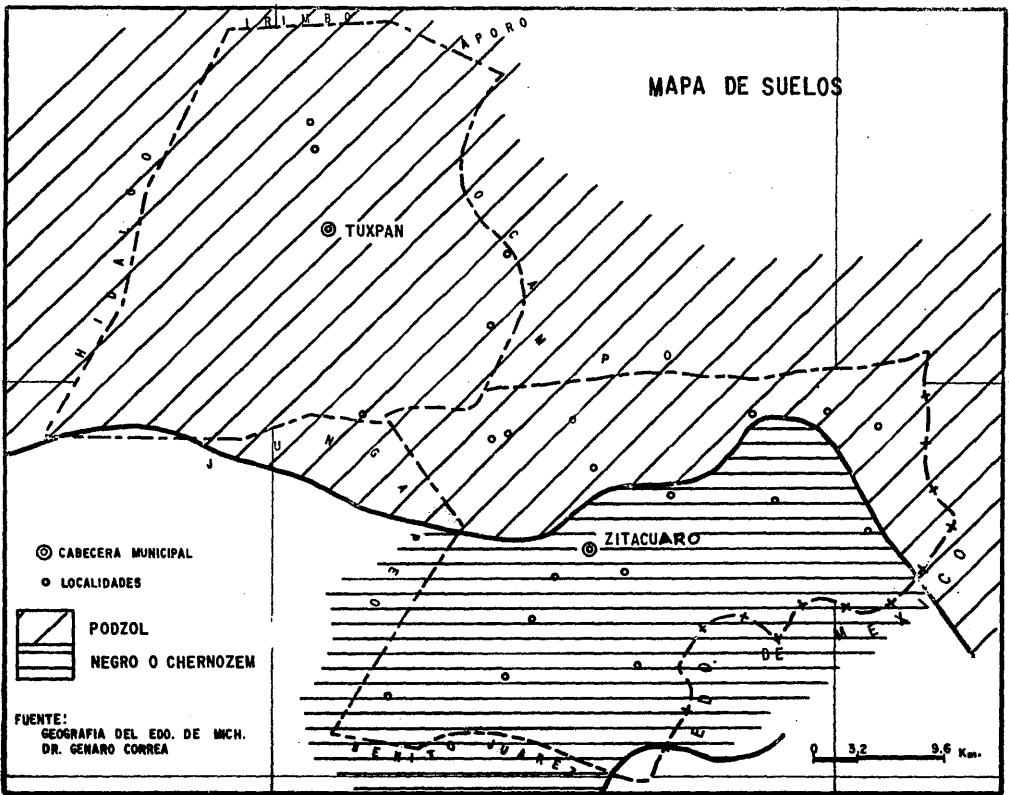 IRIMBO
APORO
MAPA DE SUELOS
HIDALGO
TUXPAN
OCAMPO
JUNGAPEO
ZITACUARO
EDO. DE MEXICO
BENITO JUAREZ
CABECERA MUNICIPAL
LOCALIDADES
PODZOL
NEGRO O CHERNOZEM
FUENTE:
GEOGRAFIA DEL EDO. DE MICH.
DR. GENARO CORREA
0 3.2 9.6 Km.